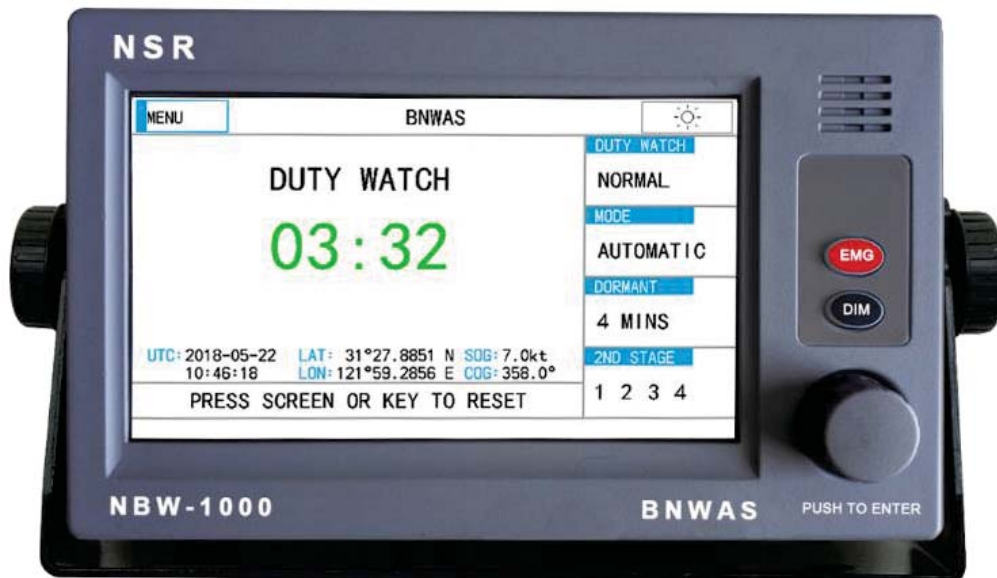 NSR
MENU BNWAS
DUTY WATCH
DUTY WATCH
NORMAL
03:32
MODE
AUTOMATIC
DORMANT
4 MINS
UTC: 2018-05-22 LAT: 31°27.8851 N SOG: 7.0kt
10:46:18 LON: 121°59.2856 E COG: 358.0°
2ND STAGE
1 2 3 4
PRESS SCREEN OR KEY TO RESET
EMG
DIM
NBW-1000 BNWAS PUSH TO ENTER